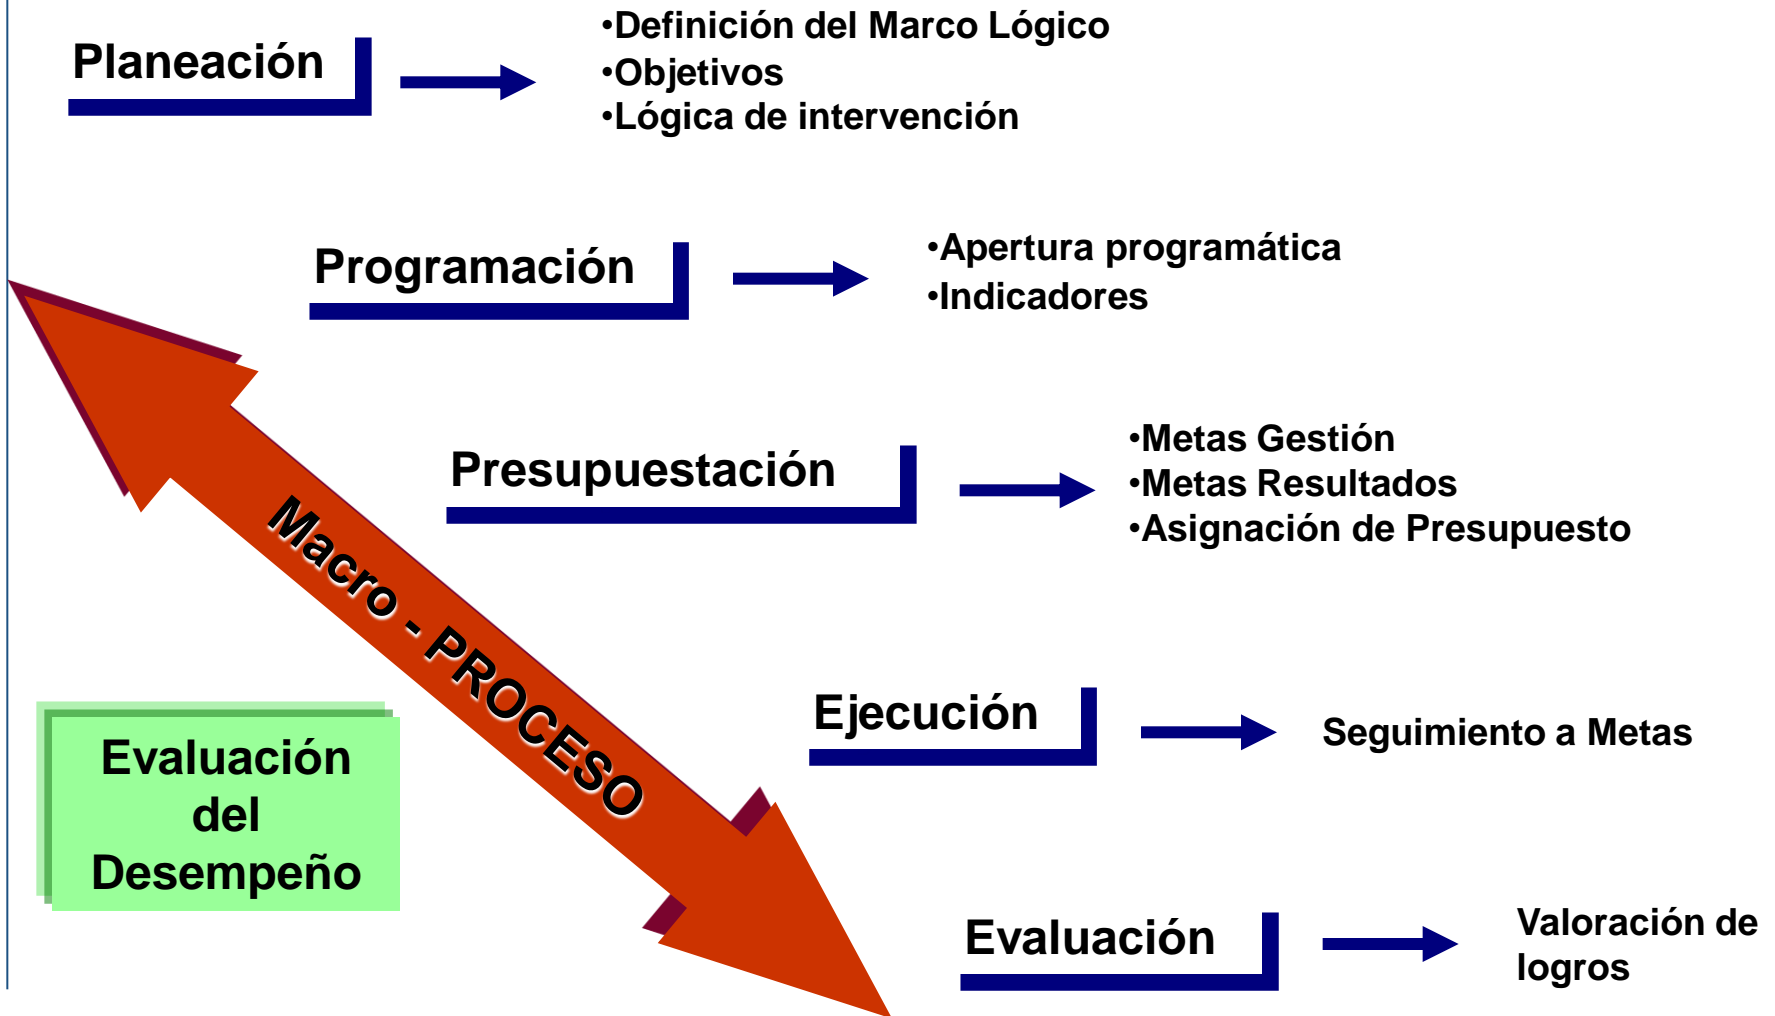 Planeación
•Definición del Marco Lógico
•Objetivos
•Lógica de intervención
Programación
•Apertura programática
•Indicadores
Presupuestación
•Metas Gestión
•Metas Resultados
•Asignación de Presupuesto
Macro - PROCESO
Ejecución
Seguimiento a Metas
Evaluación
del
Desempeño
Evaluación
Valoración de
logros